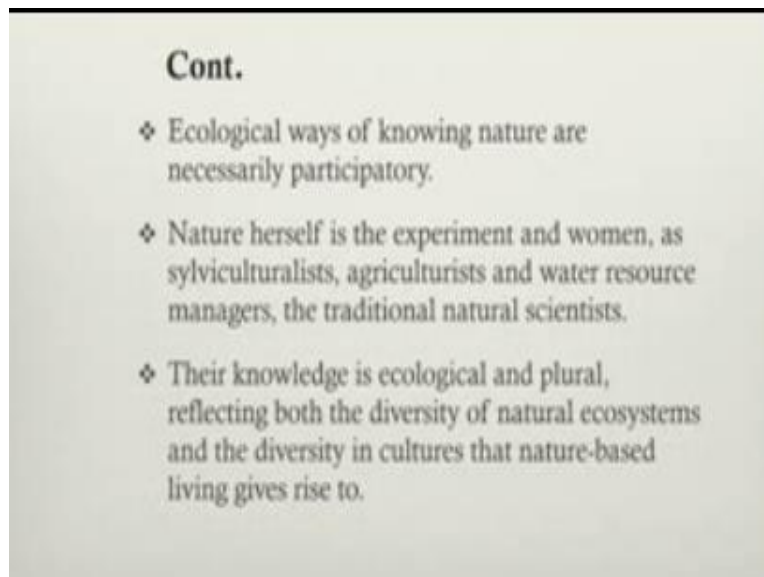 Cont.
❖ Ecological ways of knowing nature are
necessarily participatory.
❖ Nature herself is the experiment and women, as
sylviculturalists, agriculturists and water resource
managers, the traditional natural scientists.
❖ Their knowledge is ecological and plural,
reflecting both the diversity of natural ecosystems
and the diversity in cultures that nature-based
living gives rise to.